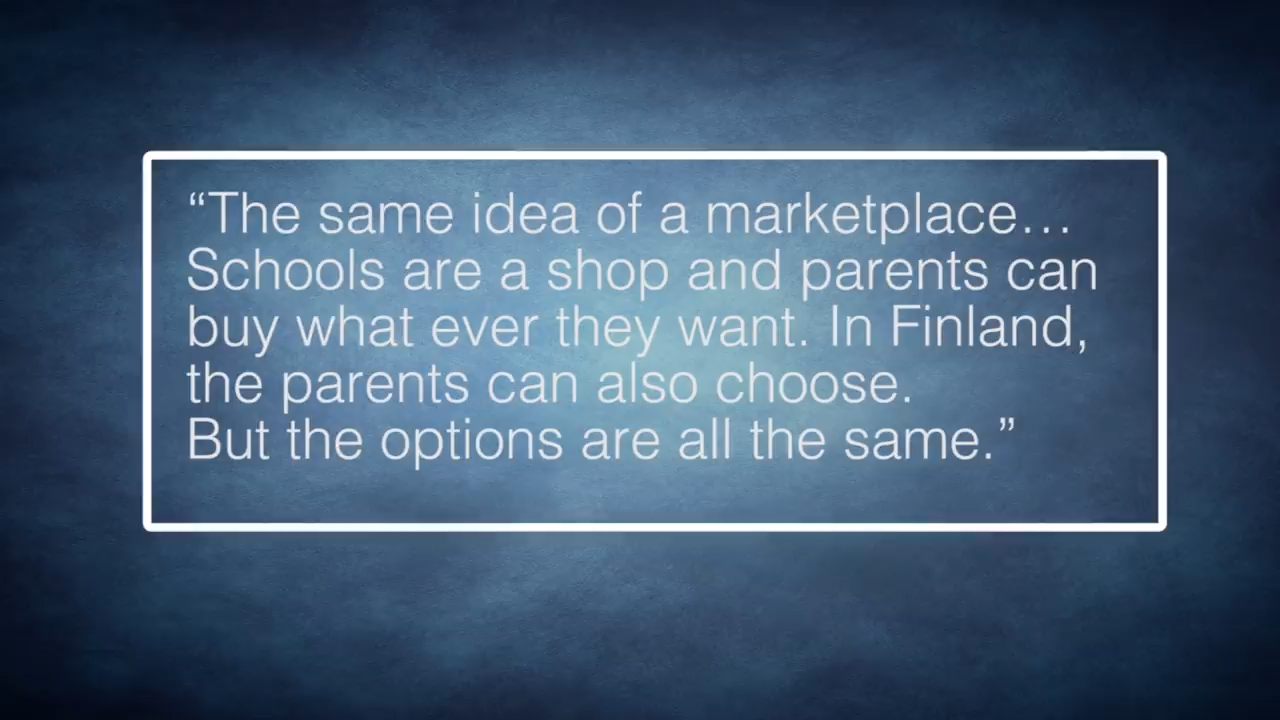 “The same idea of a marketplace…
Schools are a shop and parents can
buy what ever they want. In Finland,
the parents can also choose.
But the options are all the same.”